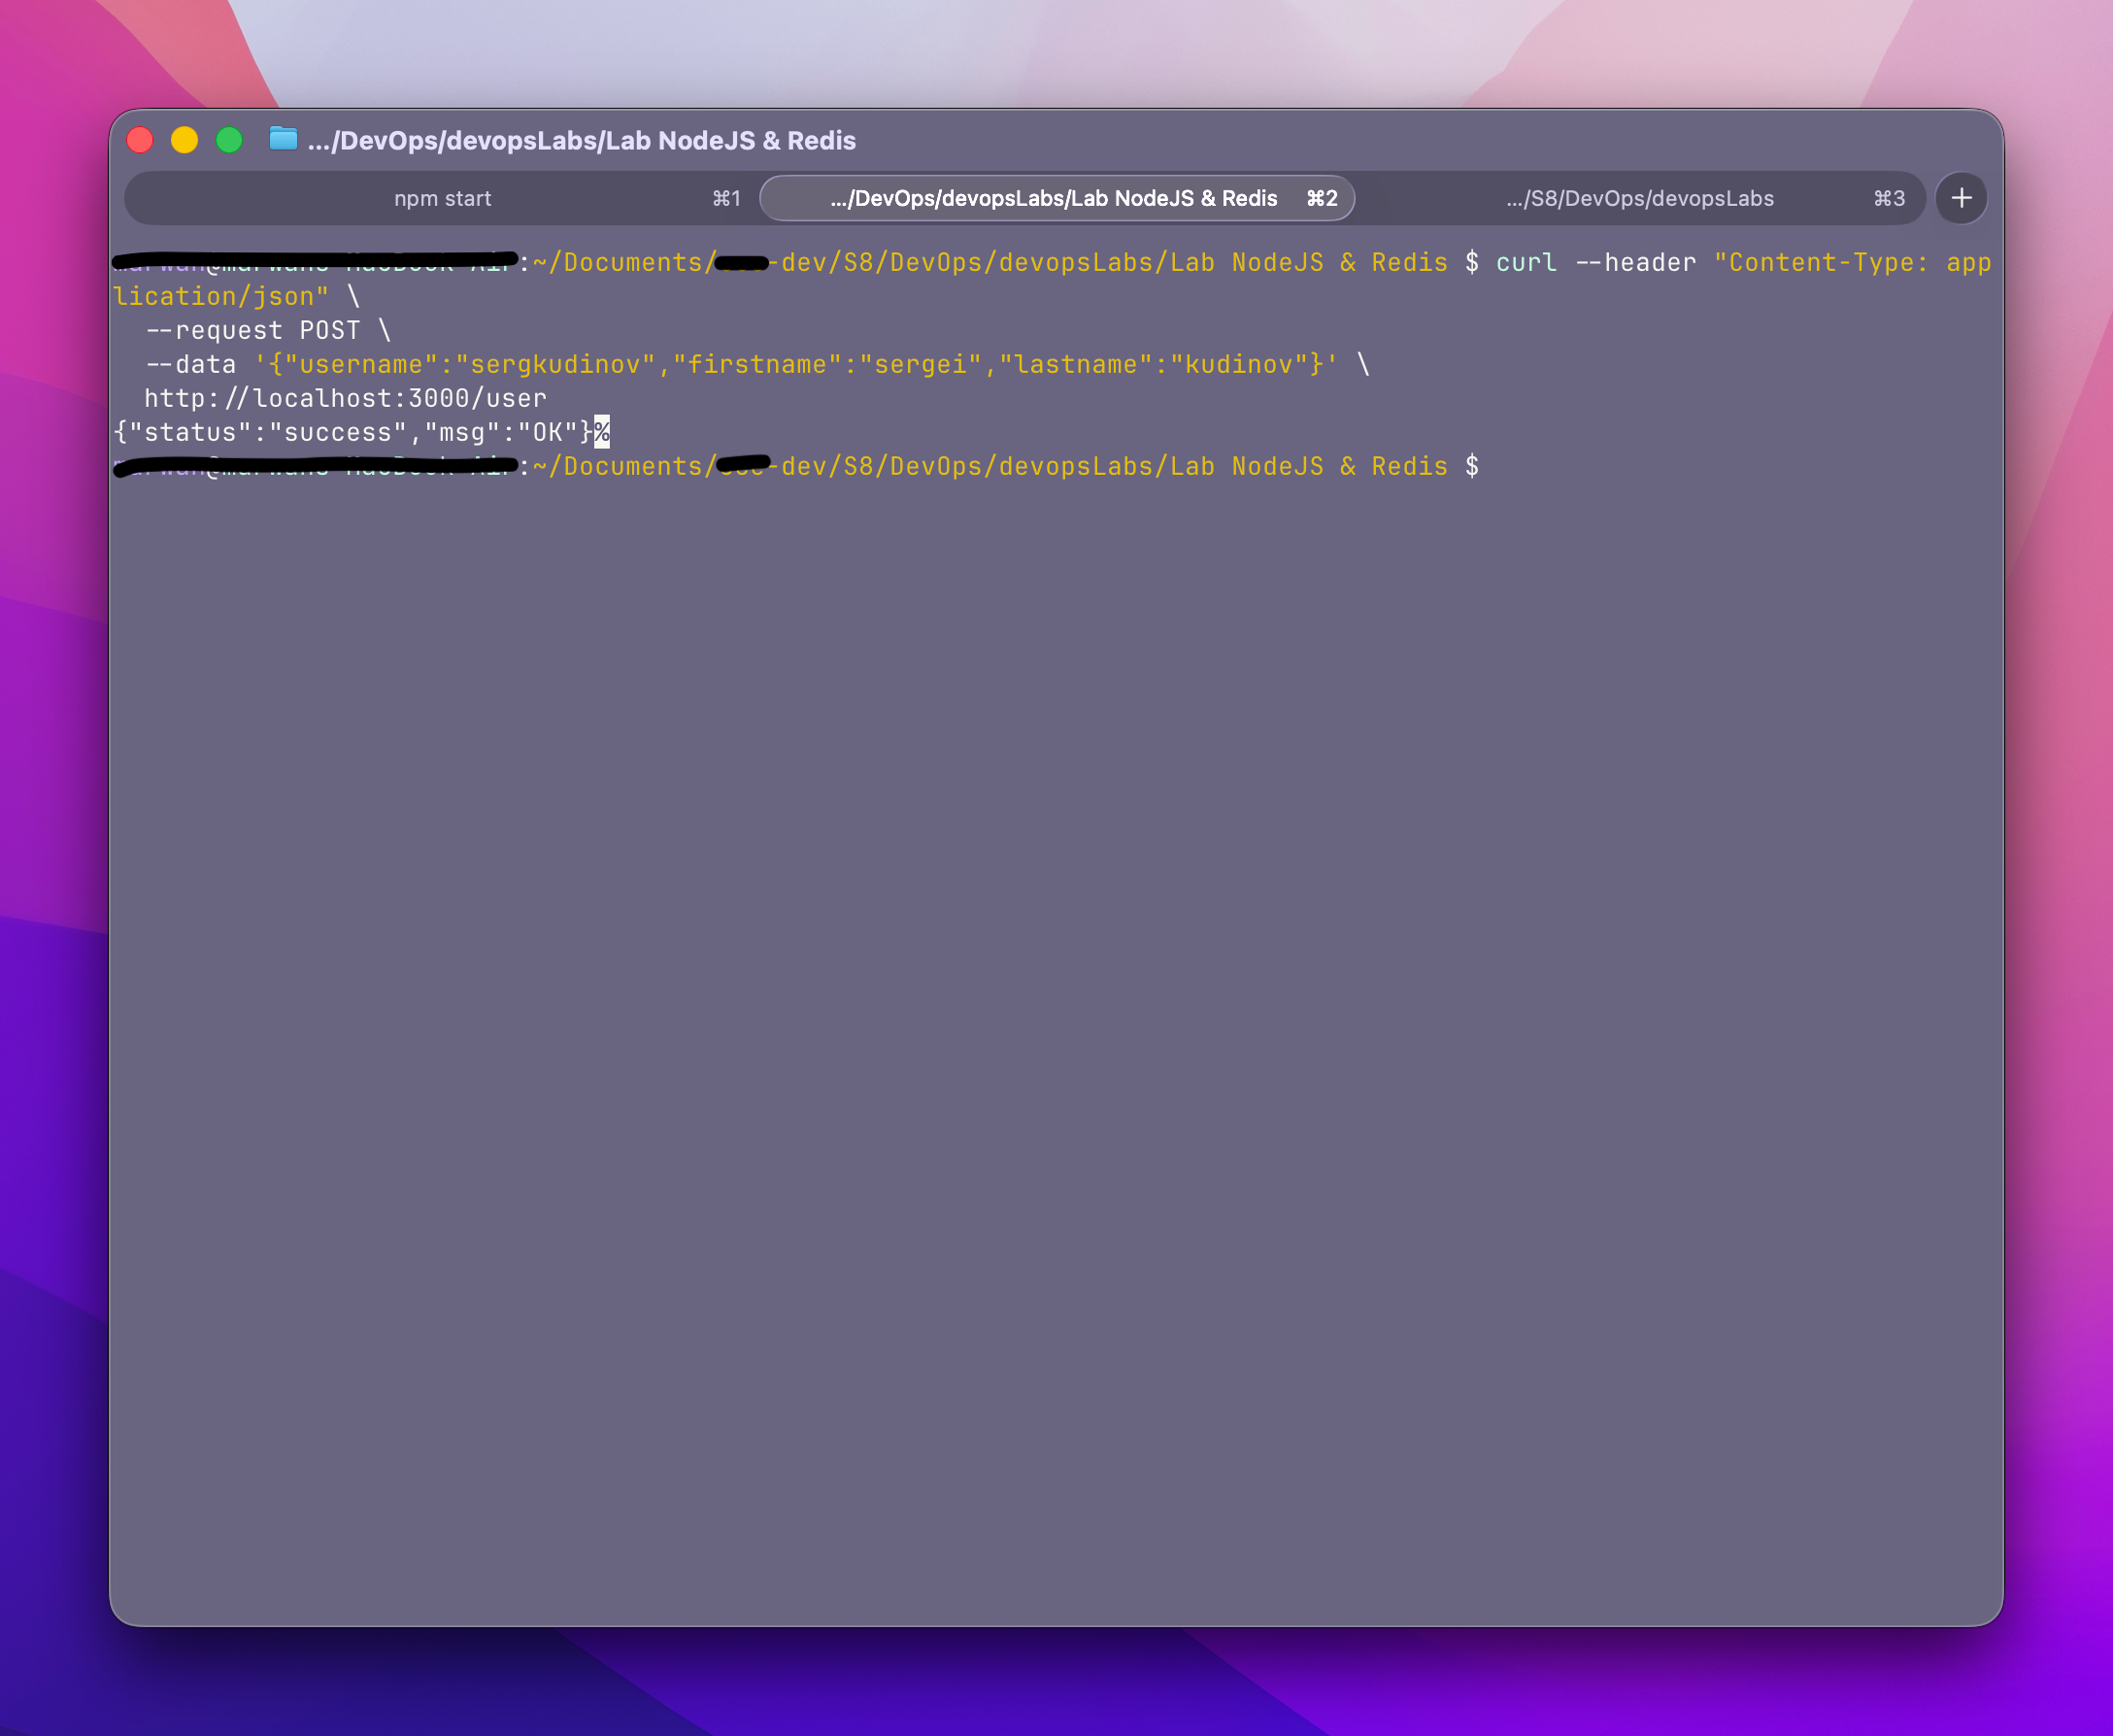 .../DevOps/devopsLabs/Lab NodeJS & Redis
npm start ⌘1 .../DevOps/devopsLabs/Lab NodeJS & Redis ⌘2 .../S8/DevOps/devopsLabs ⌘3 +
:~/Documents/ -dev/S8/DevOps/devopsLabs/Lab NodeJS & Redis $ curl --header "Content-Type: app
lication/json" \
--request POST \
--data '{"username":"sergkudinov","firstname":"sergei","lastname":"kudinov"}' \
http://localhost:3000/user
{"status":"success","msg":"OK"}%
:~/Documents/ -dev/S8/DevOps/devopsLabs/Lab NodeJS & Redis $